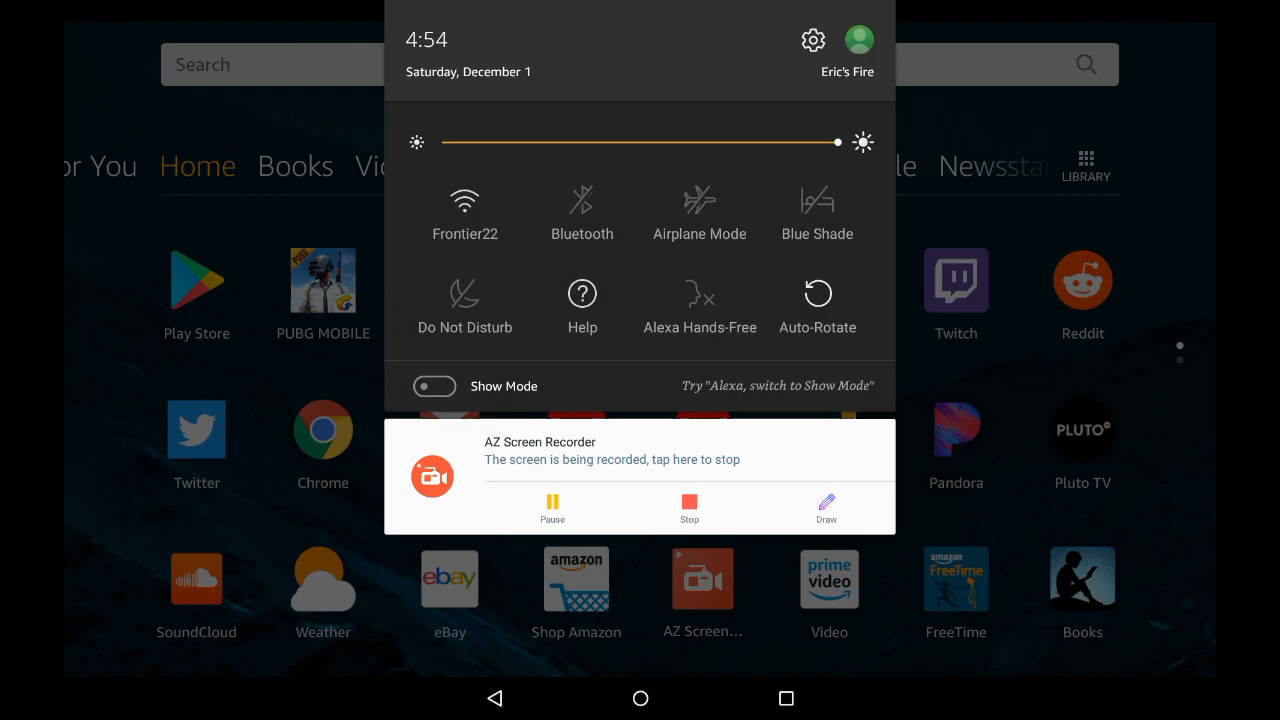 4:54
Saturday, December 1
Eric's Fire
Search
or You
Home
Books
Vi
le
Newssta
LIBRARY
Frontier22
Bluetooth
Airplane Mode
Blue Shade
Do Not Disturb
Help
Alexa Hands-Free
Auto-Rotate
Show Mode
Try "Alexa, switch to Show Mode"
AZ Screen Recorder
The screen is being recorded, tap here to stop
Pause
Stop
Draw
PUBG
Play Store
PUBG MOBILE
Twitch
Reddit
PLUTO
Twitter
Chrome
Pandora
Pluto TV
ebay
amazon
prime
video
amazon
FreeTime
SoundCloud
Weather
eBay
Shop Amazon
AZ Screen...
Video
FreeTime
Books